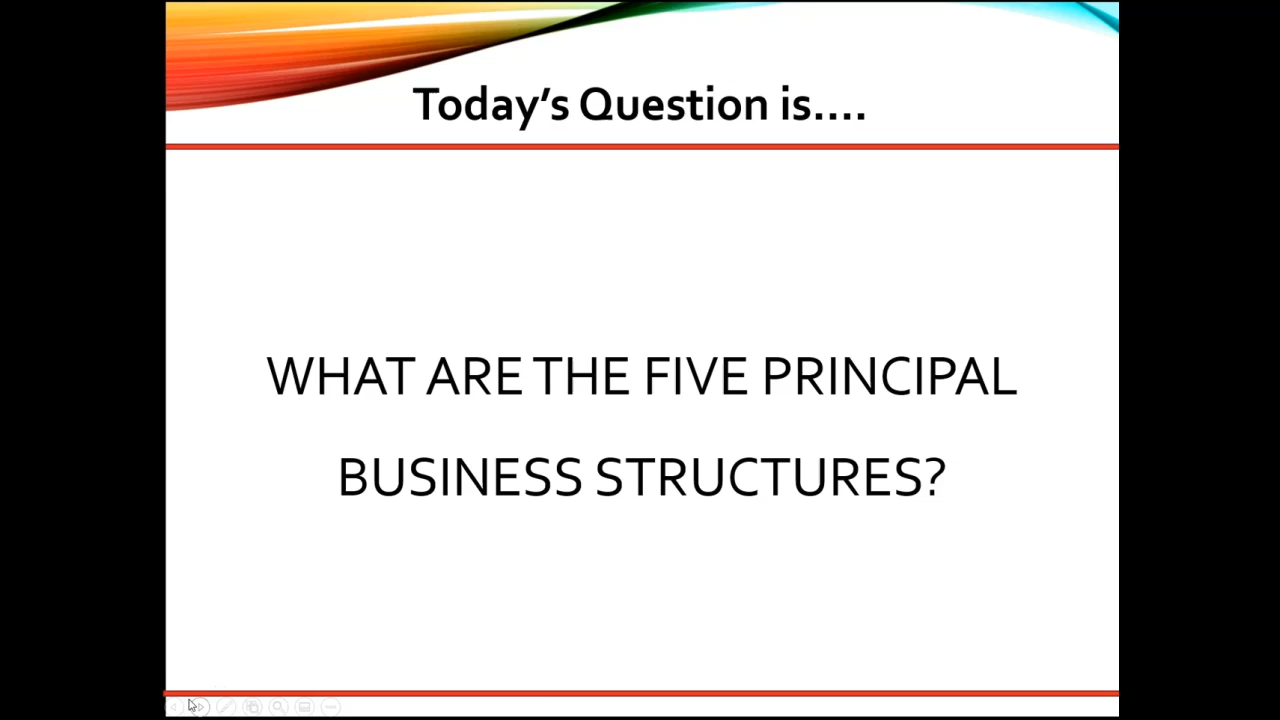 Today’s Question is....
WHAT ARE THE FIVE PRINCIPAL
BUSINESS STRUCTURES?